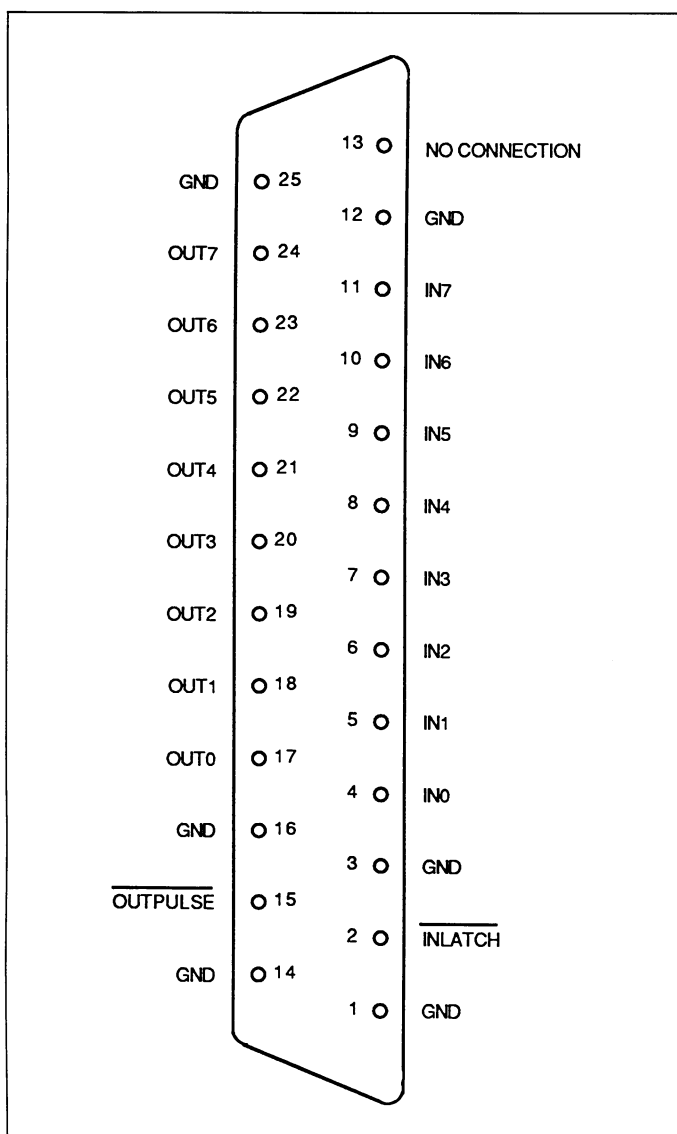 13 NO CONNECTION
GND 25
12 GND
OUT7 24
11 IN7
OUT6 23
10 IN6
OUT5 22
9 IN5
OUT4 21
8 IN4
OUT3 20
7 IN3
OUT2 19
6 IN2
OUT1 18
5 IN1
OUT0 17
4 IN0
GND 16
3 GND
OUTPULSE 15
2 INLATCH
GND 14
1 GND